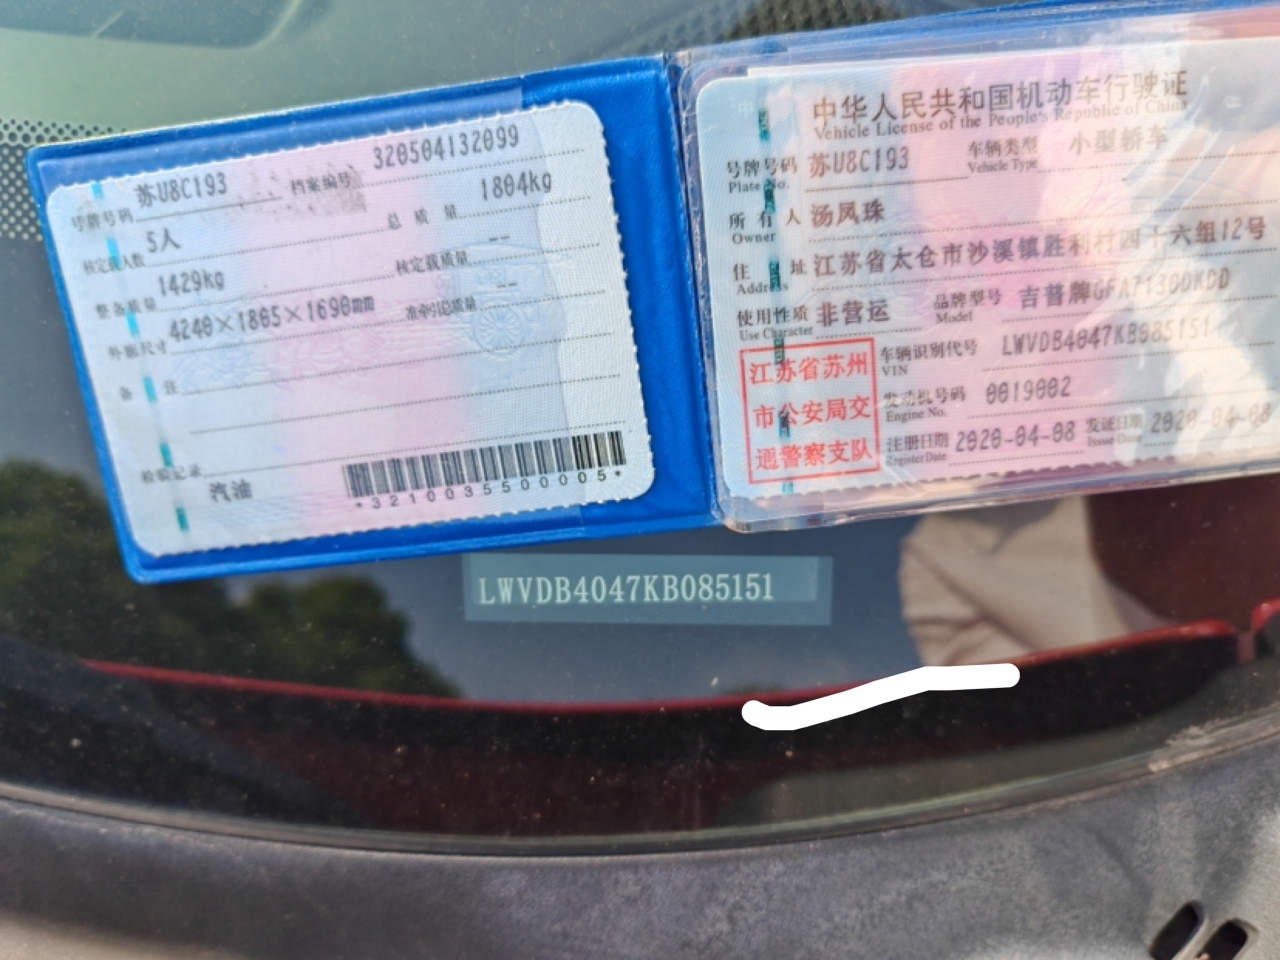 号牌号码 苏U8C193 档案编号 320504132099
核定载人数 5人 总质量 1804kg
整备质量 1429kg 核定载质量 --
外廓尺寸 4240×1805×1690mm 准牵引总质量 --
备 注
检验记录
汽油
*3210035500005*
中华人民共和国机动车行驶证
Vehicle License of the People's Republic of China
号牌号码 苏U8C193 车辆类型 小型轿车
Plate No. Vehicle Type
所有人 汤凤珠
Owner
住址 江苏省太仓市沙溪镇胜利村四十六组12号
Address
使用性质 非营运 品牌型号 吉普牌GFA7130DKDD
Use Character Model
江苏省苏州
市公安局交
通警察支队
车辆识别代号 LWVDB4047KB085151
VIN
发动机号码 0019002
Engine No.
注册日期 2020-04-08 发证日期 2020-04-08
Register Date Issue Date
LWVDB4047KB085151